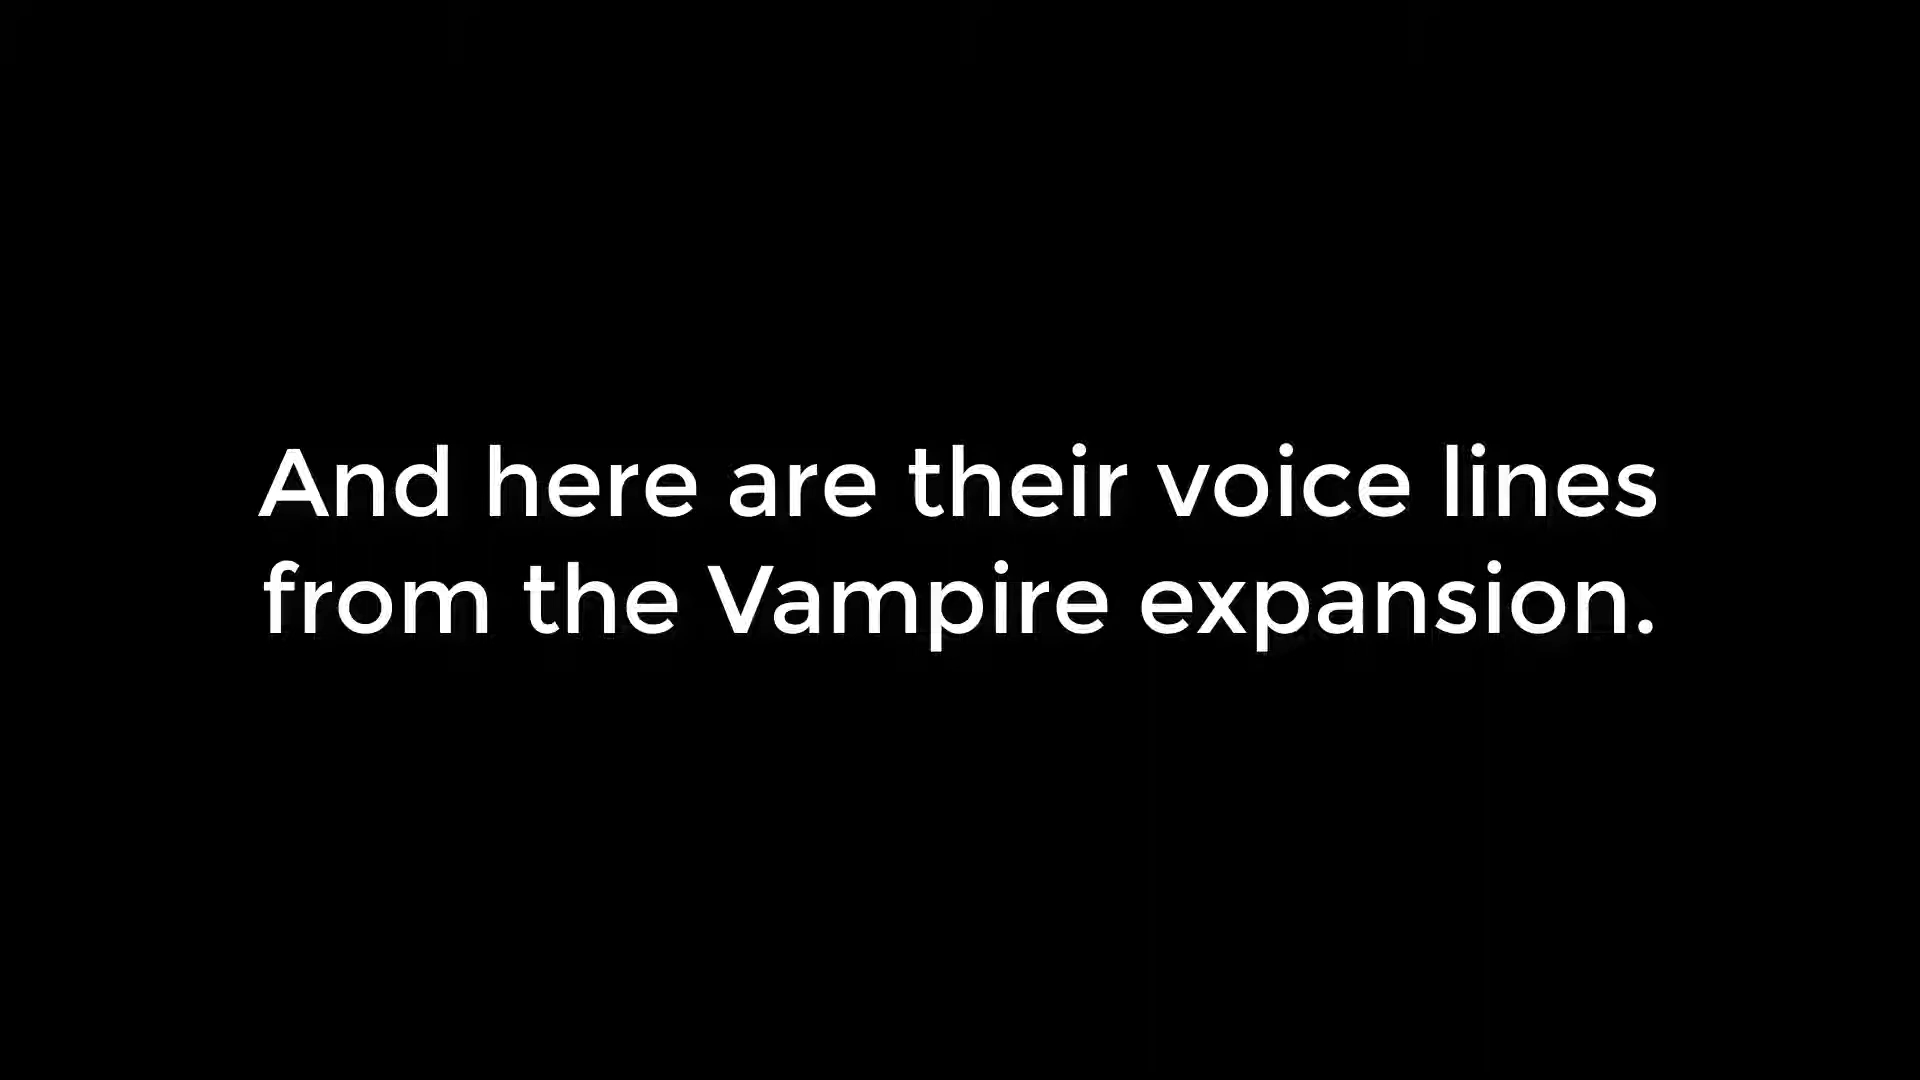 And here are their voice lines
from the Vampire expansion.